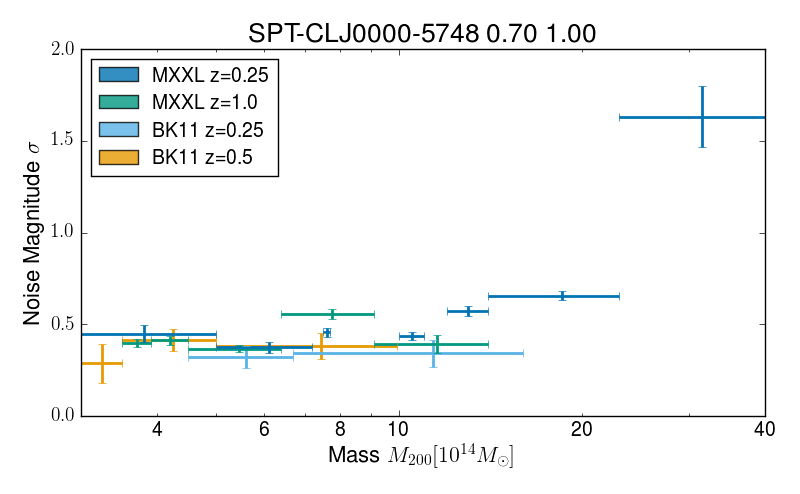 SPT-CLJ0000-5748 0.70 1.00
2.0
1.5
1.0
0.5
0.0
Noise Magnitude σ
MXXL z=0.25
MXXL z=1.0
BK11 z=0.25
BK11 z=0.5
4 6 8 10 20 40
Mass M₂₀₀[10¹⁴M☉]